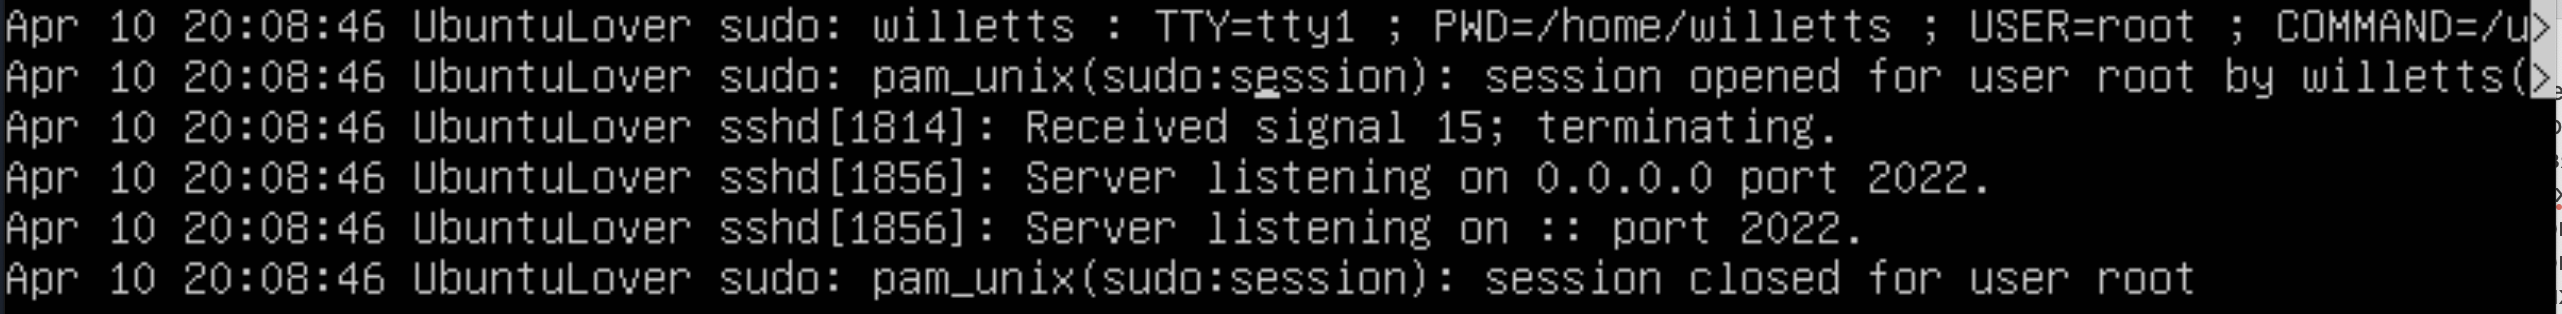 Apr 10 20:08:46 UbuntuLover sudo: willetts : TTY=tty1 ; PWD=/home/willetts ; USER=root ; COMMAND=/u>
Apr 10 20:08:46 UbuntuLover sudo: pam_unix(sudo:session): session opened for user root by willetts(>
Apr 10 20:08:46 UbuntuLover sshd[1814]: Received signal 15; terminating.
Apr 10 20:08:46 UbuntuLover sshd[1856]: Server listening on 0.0.0.0 port 2022.
Apr 10 20:08:46 UbuntuLover sshd[1856]: Server listening on :: port 2022.
Apr 10 20:08:46 UbuntuLover sudo: pam_unix(sudo:session): session closed for user root